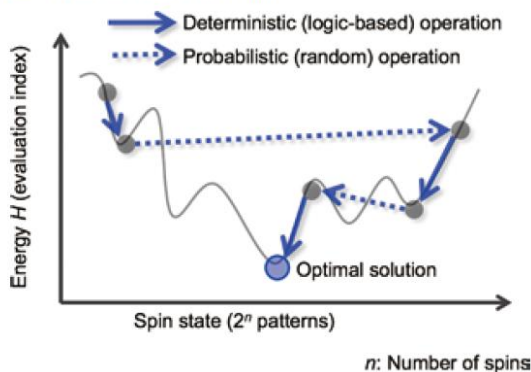 Deterministic (logic-based) operation
Probabilistic (random) operation
Energy H (evaluation index)
Optimal solution
Spin state (2ⁿ patterns)
n: Number of spins